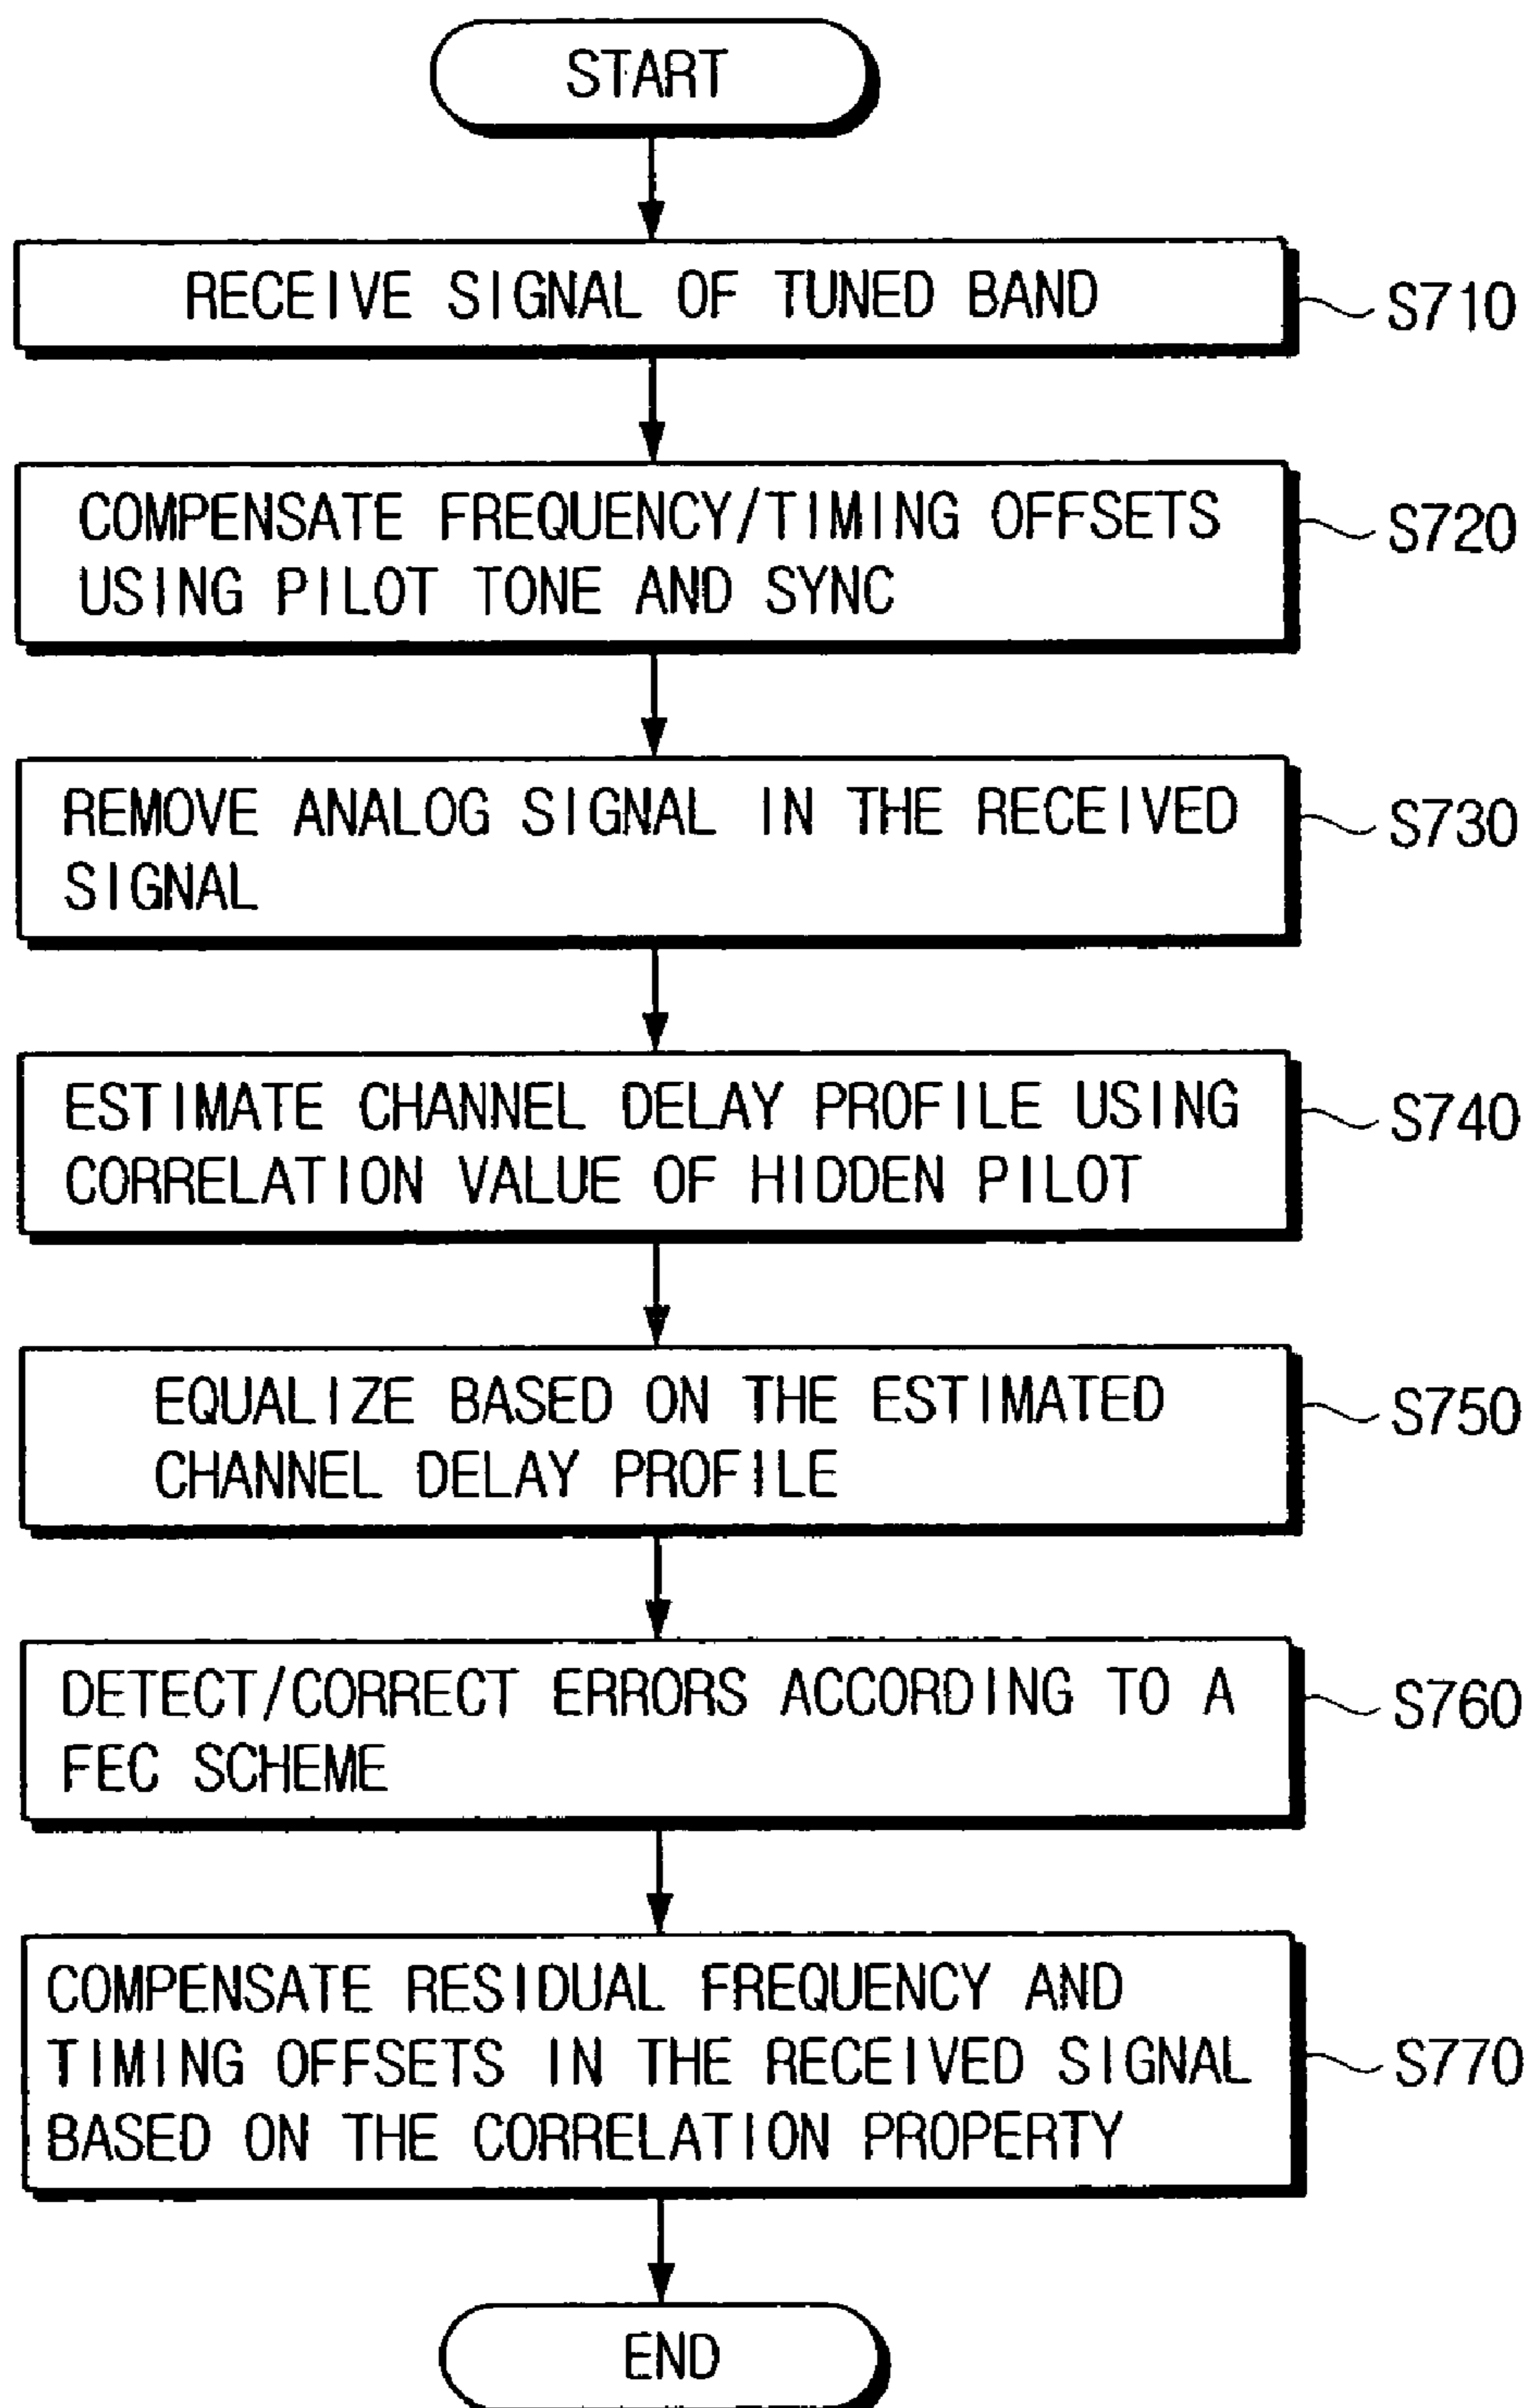 START
RECEIVE SIGNAL OF TUNED BAND
S710
COMPENSATE FREQUENCY/TIMING OFFSETS
USING PILOT TONE AND SYNC
S720
REMOVE ANALOG SIGNAL IN THE RECEIVED
SIGNAL
S730
ESTIMATE CHANNEL DELAY PROFILE USING
CORRELATION VALUE OF HIDDEN PILOT
S740
EQUALIZE BASED ON THE ESTIMATED
CHANNEL DELAY PROFILE
S750
DETECT/CORRECT ERRORS ACCORDING TO A
FEC SCHEME
S760
COMPENSATE RESIDUAL FREQUENCY AND
TIMING OFFSETS IN THE RECEIVED SIGNAL
BASED ON THE CORRELATION PROPERTY
S770
END